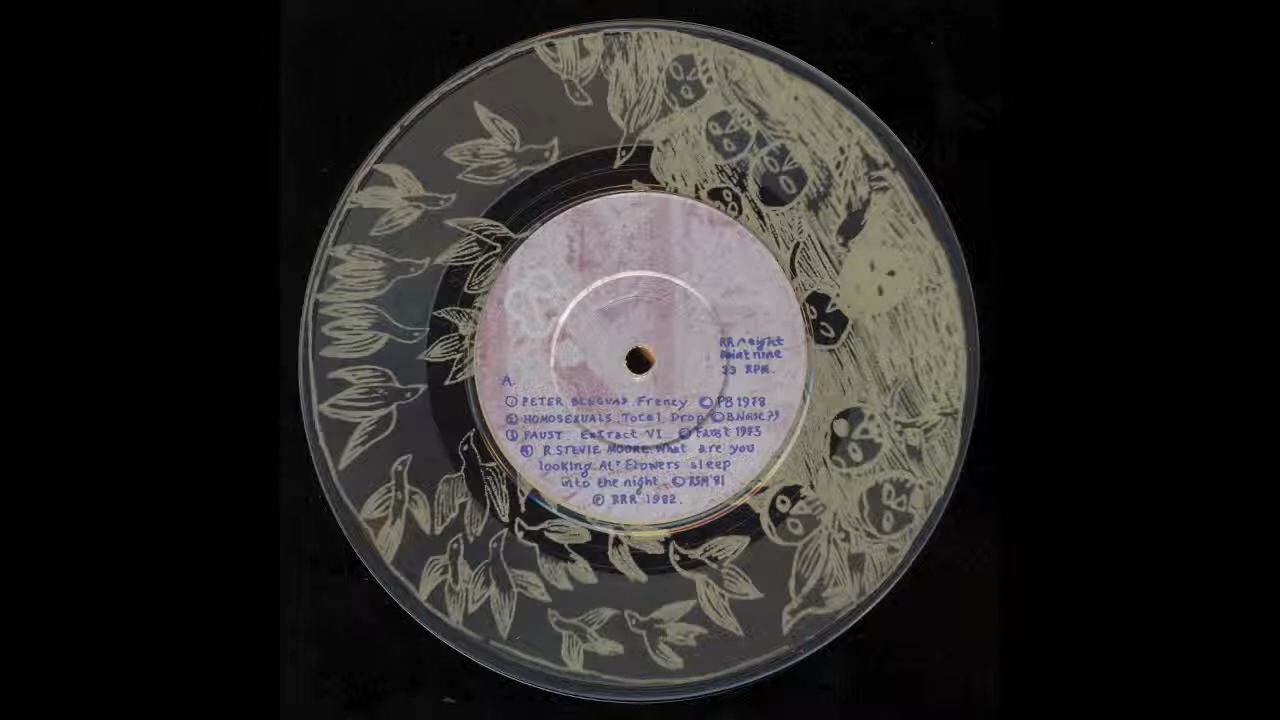 RR eight
Point nine
33 RPM.
A.
① PETER BLEGVAD. Frenzy © PB 1978
② HOMOSEXUALS. Total Drop © B.Nasc 79
③ FAUST. Extract VI. © Faust 1973
④ R.STEVIE MOORE. What are you
looking At? Flowers sleep
into the night. © RSM '81
℗ RRR 1982.